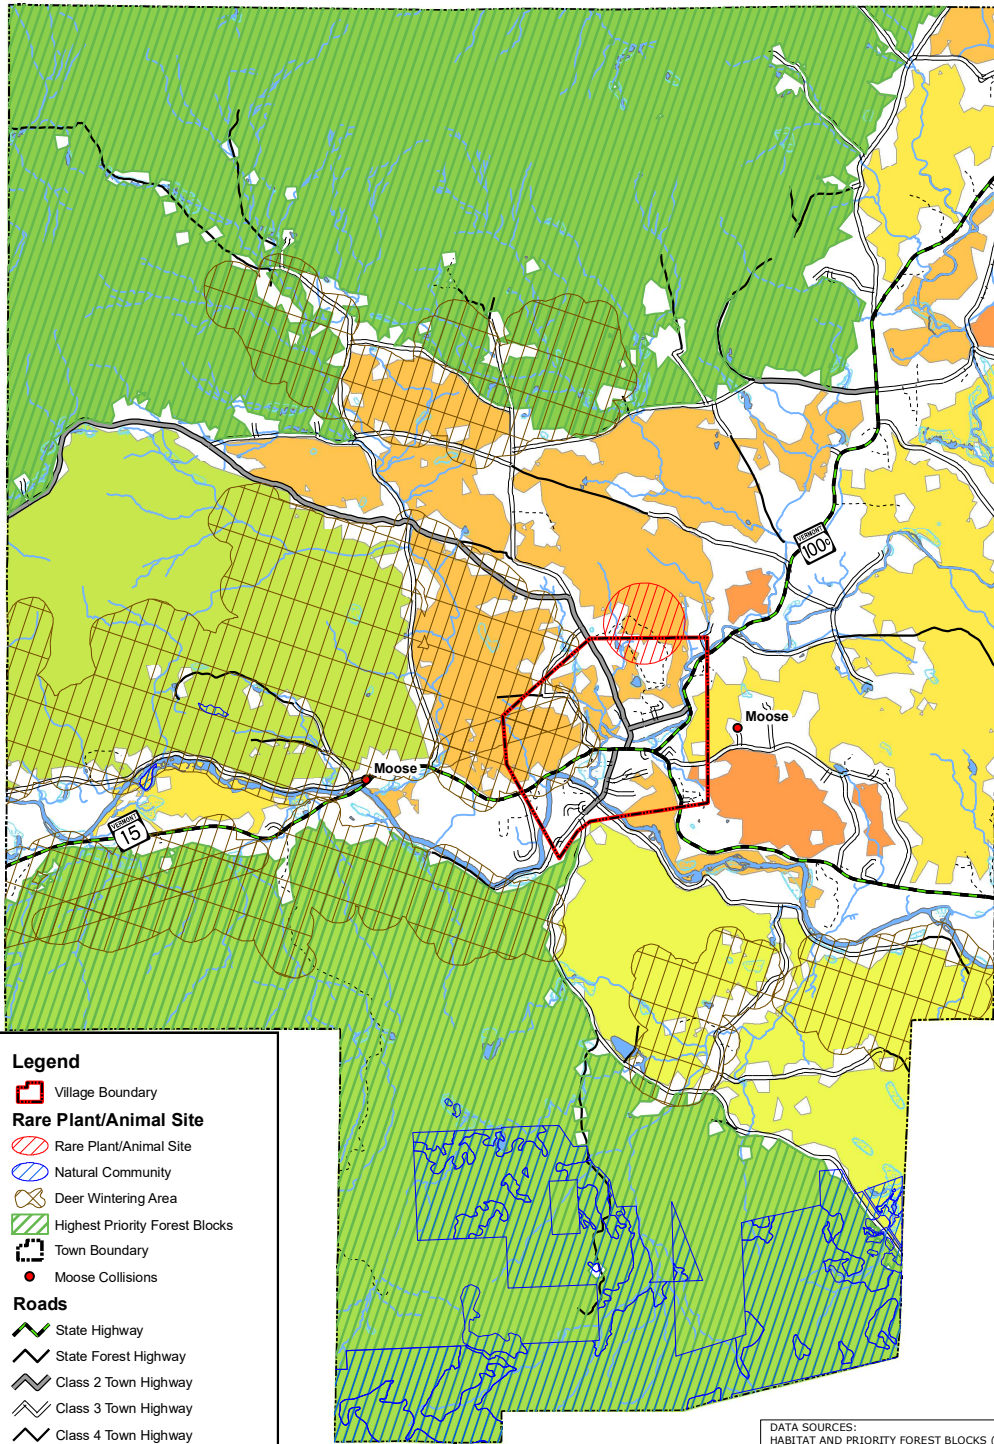 VERMONT
100c
Moose
Moose
VERMONT
15
Legend
Village Boundary
Rare Plant/Animal Site
Rare Plant/Animal Site
Natural Community
Deer Wintering Area
Highest Priority Forest Blocks
Town Boundary
Moose Collisions
Roads
State Highway
State Forest Highway
Class 2 Town Highway
Class 3 Town Highway
Class 4 Town Highway
DATA SOURCES:
HABITAT AND PRIORITY FOREST BLOCKS (